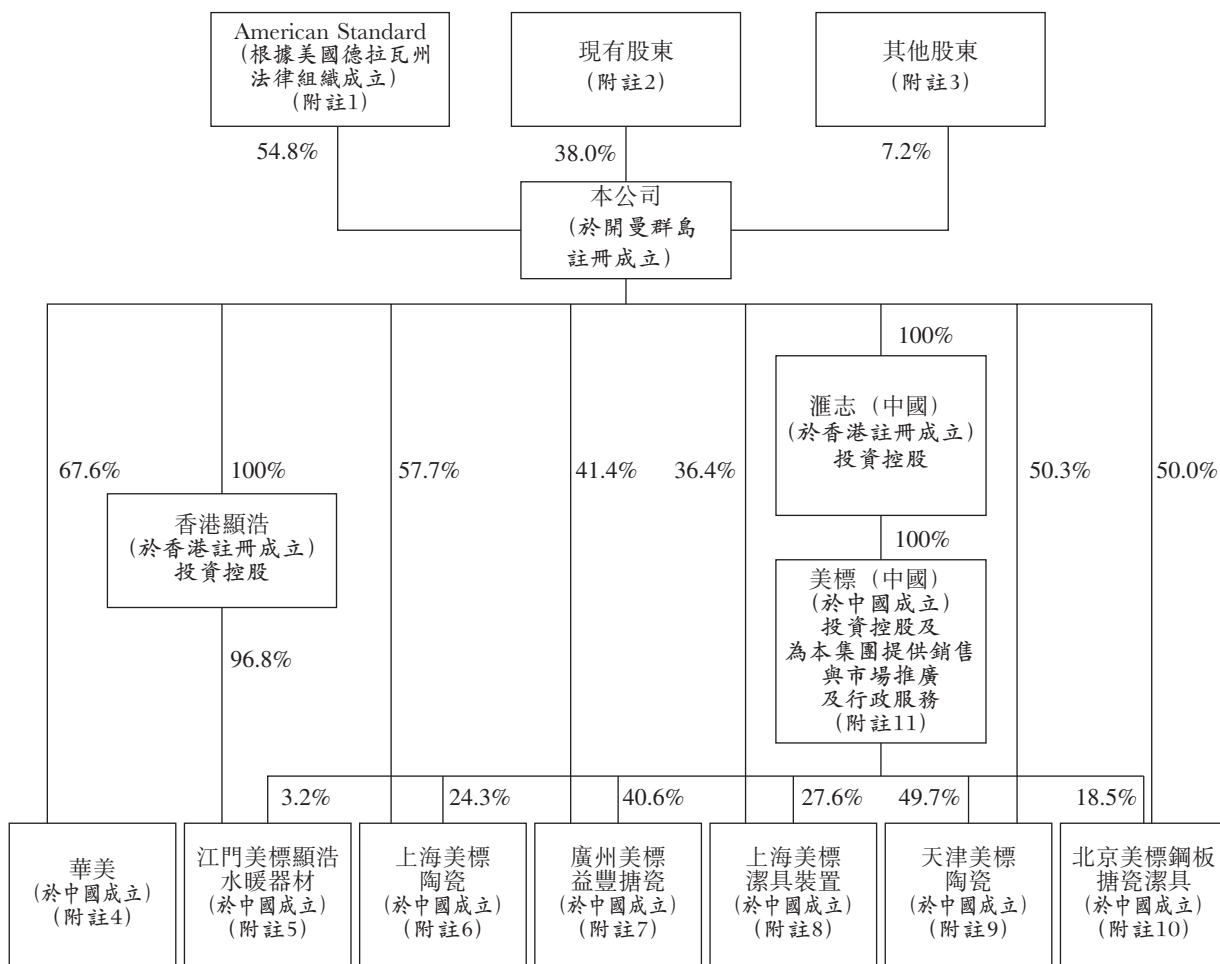 American Standard
(根據美國德拉瓦州
法律組織成立)
(附註1)
現有股東
(附註2)
其他股東
(附註3)
54.8%
38.0%
7.2%
本公司
(於開曼群島
註冊成立)
100%
滙志(中國)
(於香港註冊成立)
投資控股
67.6%
100%
57.7%
41.4%
36.4%
50.3%
50.0%
香港顯浩
(於香港註冊成立)
投資控股
100%
美標(中國)
(於中國成立)
投資控股及
為本集團提供銷售
與市場推廣
及行政服務
(附註11)
96.8%
3.2%
24.3%
40.6%
27.6%
49.7%
18.5%
華美
(於中國成立)
(附註4)
江門美標顯浩
水暖器材
(於中國成立)
(附註5)
上海美標
陶瓷
(於中國成立)
(附註6)
廣州美標
益豐搪瓷
(於中國成立)
(附註7)
上海美標
潔具裝置
(於中國成立)
(附註8)
天津美標
陶瓷
(於中國成立)
(附註9)
北京美標鋼板
搪瓷潔具
(於中國成立)
(附註10)